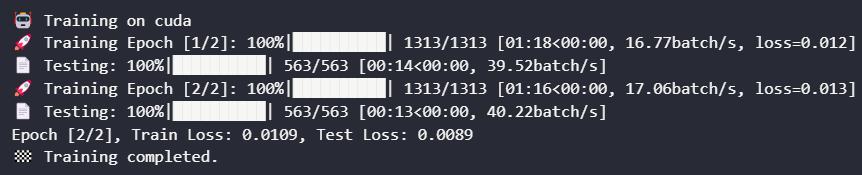 🤖 Training on cuda
🚀 Training Epoch [1/2]: 100%|██████████| 1313/1313 [01:18<00:00, 16.77batch/s, loss=0.012]
📄 Testing: 100%|██████████| 563/563 [00:14<00:00, 39.52batch/s]
🚀 Training Epoch [2/2]: 100%|██████████| 1313/1313 [01:16<00:00, 17.06batch/s, loss=0.013]
📄 Testing: 100%|██████████| 563/563 [00:13<00:00, 40.22batch/s]
Epoch [2/2], Train Loss: 0.0109, Test Loss: 0.0089
🏁 Training completed.